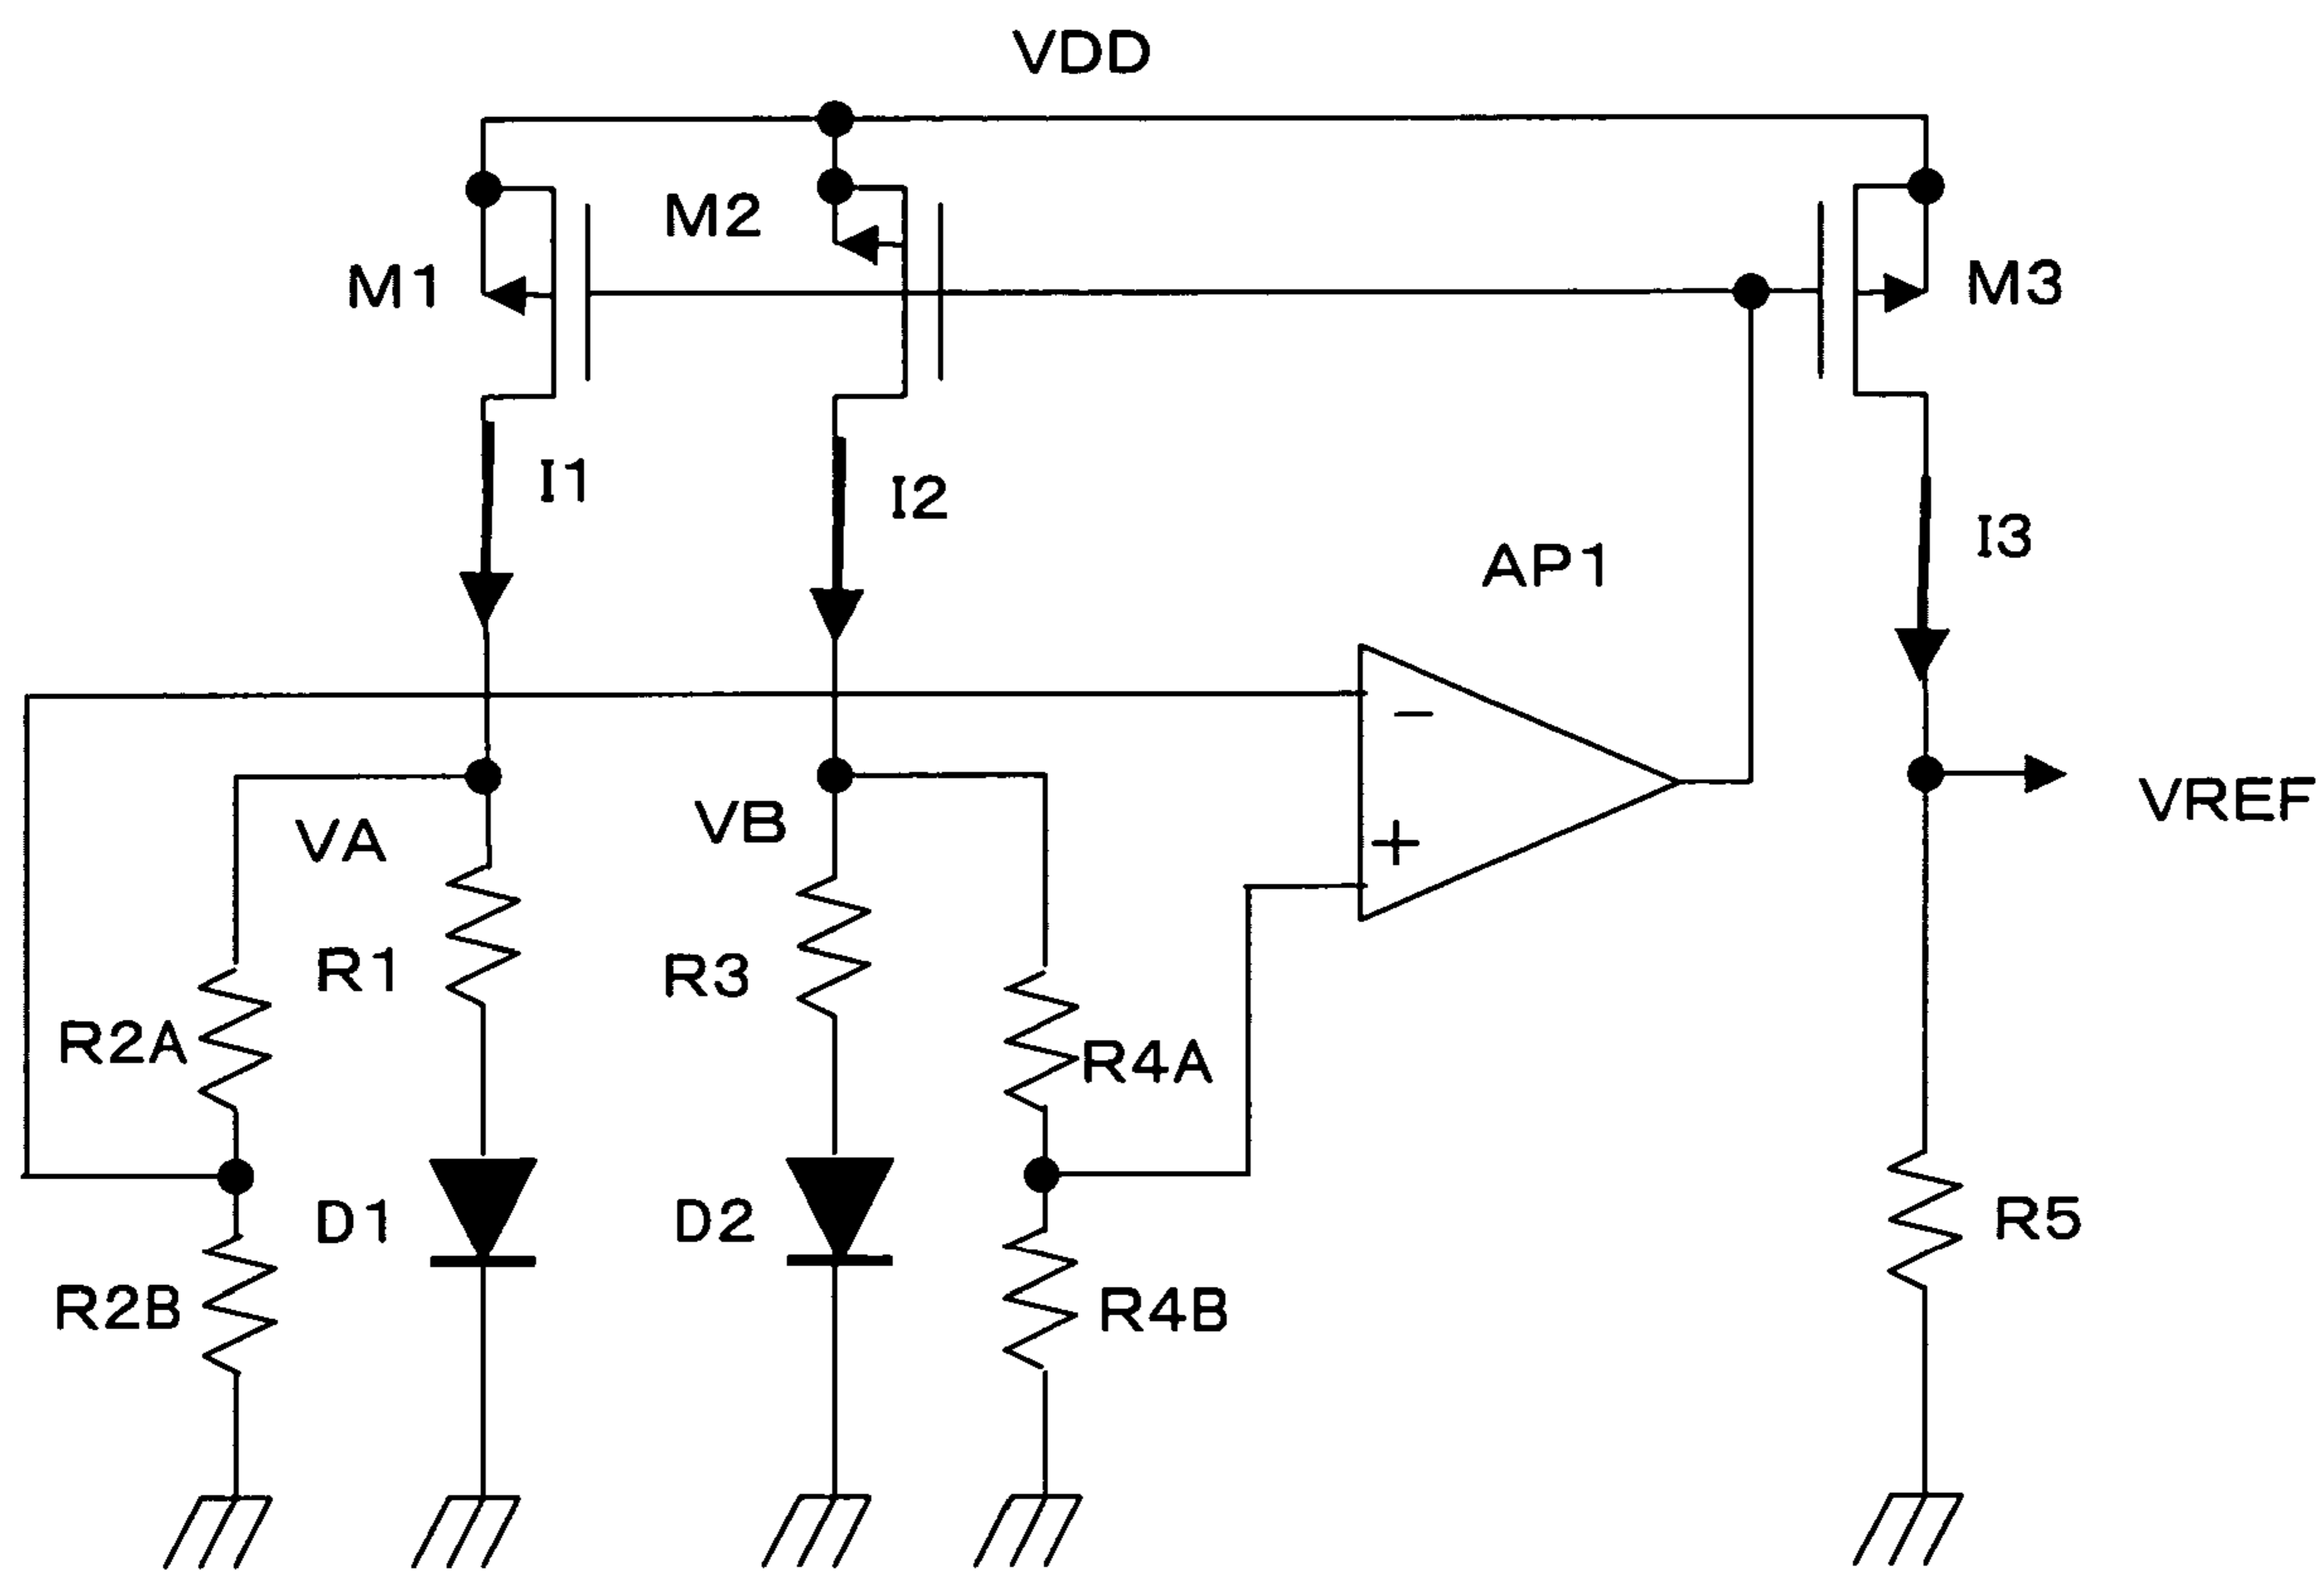 VDD
M1
M2
M3
I1
I2
I3
AP1
−
+
VA
VB
VREF
R1
R3
R2A
R4A
D1
D2
R5
R2B
R4B